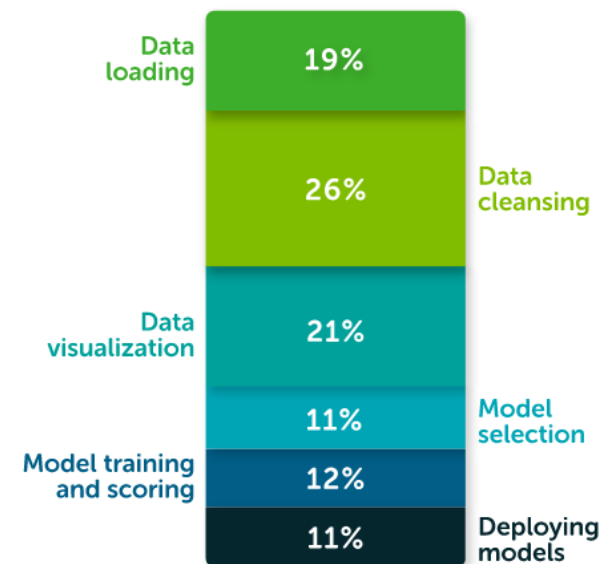 Data
loading
19%
26%
Data
cleansing
Data
visualization
21%
11%
Model
selection
Model training
and scoring
12%
11%
Deploying
models